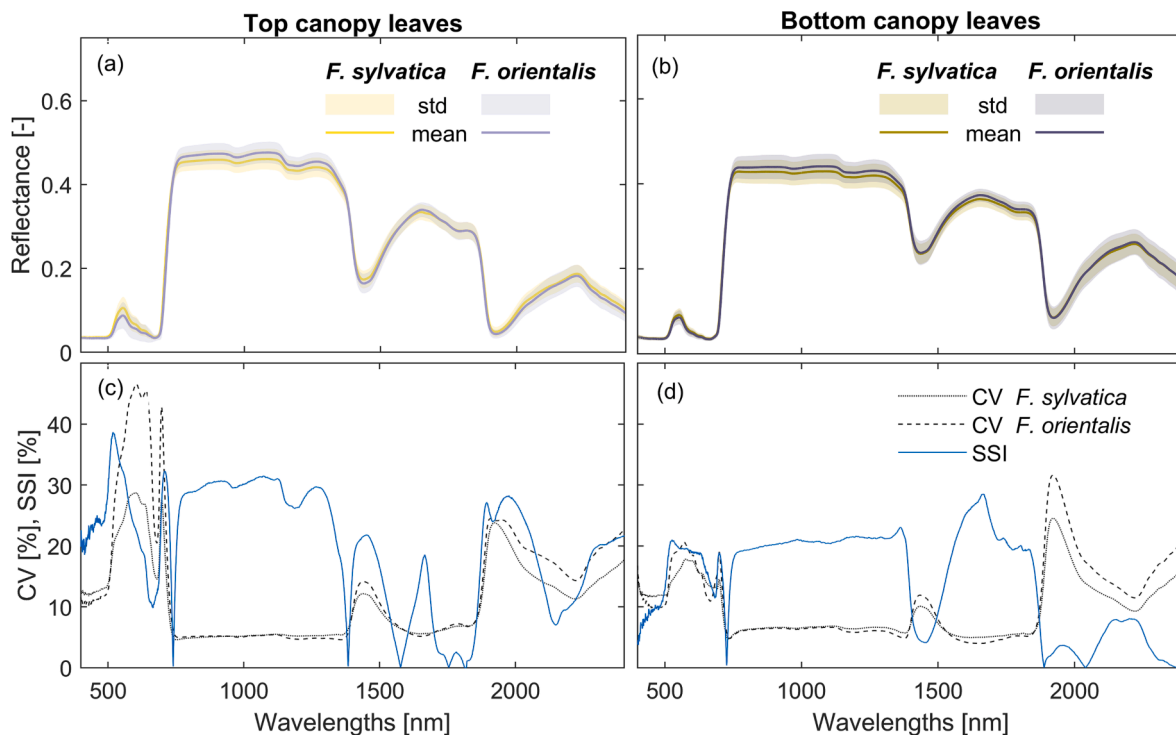 Top canopy leaves
Bottom canopy leaves
(a)
F. sylvatica F. orientalis
std
mean
(b)
F. sylvatica F. orientalis
std
mean
Reflectance [-]
0.6
0.4
0.2
0
(c)
(d)
CV F. sylvatica
CV F. orientalis
SSI
CV [%], SSI [%]
40
30
20
10
0
500 1000 1500 2000
500 1000 1500 2000
Wavelengths [nm]
Wavelengths [nm]